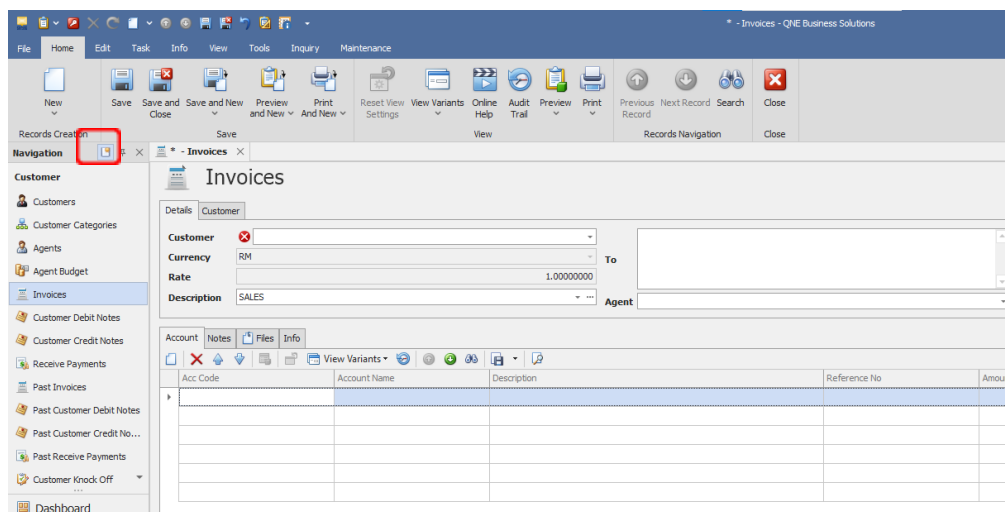 * - Invoices - QNE Business Solutions
File Home Edit Task Info View Tools Inquiry Maintenance
New Save Save and Close Save and New Preview and New Print And New Reset View Settings View Variants Online Help Audit Trail Preview Print Previous Record Next Record Search Close
Records Creation Save View Records Navigation Close
Navigation * - Invoices
Customer
Customers
Customer Categories
Agents
Agent Budget
Invoices
Customer Debit Notes
Customer Credit Notes
Receive Payments
Past Invoices
Past Customer Debit Notes
Past Customer Credit No...
Past Receive Payments
Customer Knock Off
Dashboard
Invoices
Details Customer
Customer
Currency RM To
Rate 1.00000000
Description SALES Agent
Account Notes Files Info
View Variants
Acc Code Account Name Description Reference No Amou